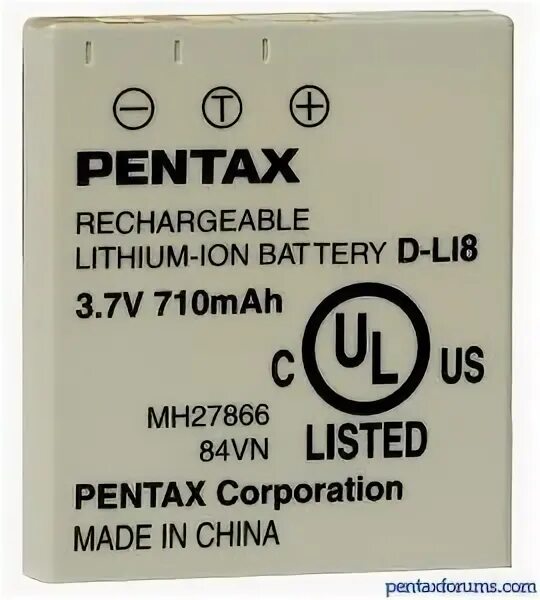 − T +
PENTAX
RECHARGEABLE
LITHIUM-ION BATTERY D-LI8
3.7V 710mAh
C UL US
LISTED
MH27866
84VN
PENTAX Corporation
MADE IN CHINA
pentaxforums.com